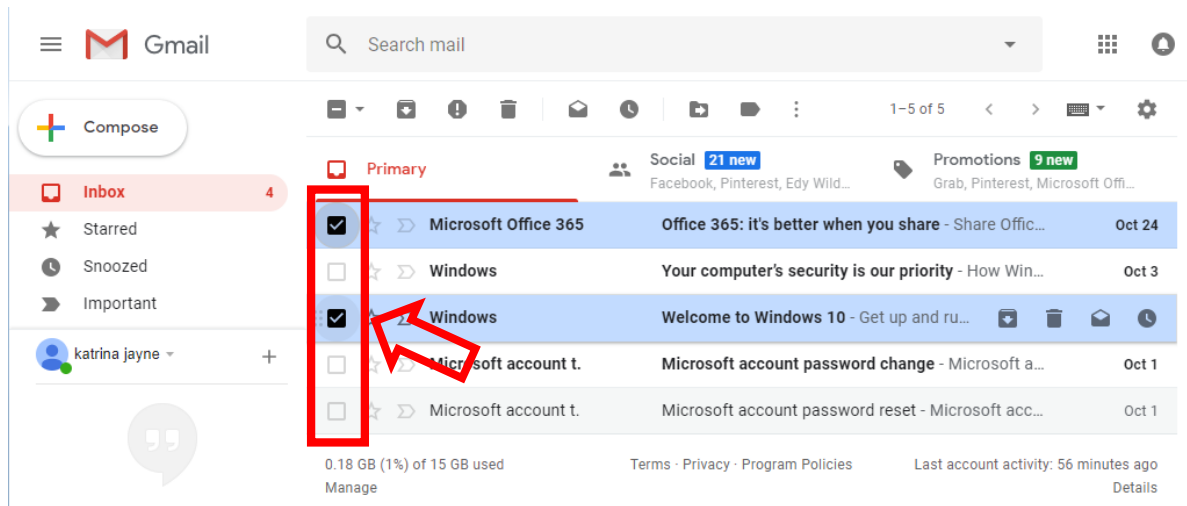 Gmail
Search mail
Compose
1–5 of 5
Primary
Social 21 new
Facebook, Pinterest, Edy Wild...
Promotions 9 new
Grab, Pinterest, Microsoft Offi...
Inbox 4
Starred
Snoozed
Important
katrina jayne
Microsoft Office 365 Office 365: it's better when you share - Share Offic... Oct 24
Windows Your computer's security is our priority - How Win... Oct 3
Windows Welcome to Windows 10 - Get up and ru...
Microsoft account t. Microsoft account password change - Microsoft a... Oct 1
Microsoft account t. Microsoft account password reset - Microsoft acc... Oct 1
0.18 GB (1%) of 15 GB used
Manage
Terms · Privacy · Program Policies
Last account activity: 56 minutes ago
Details